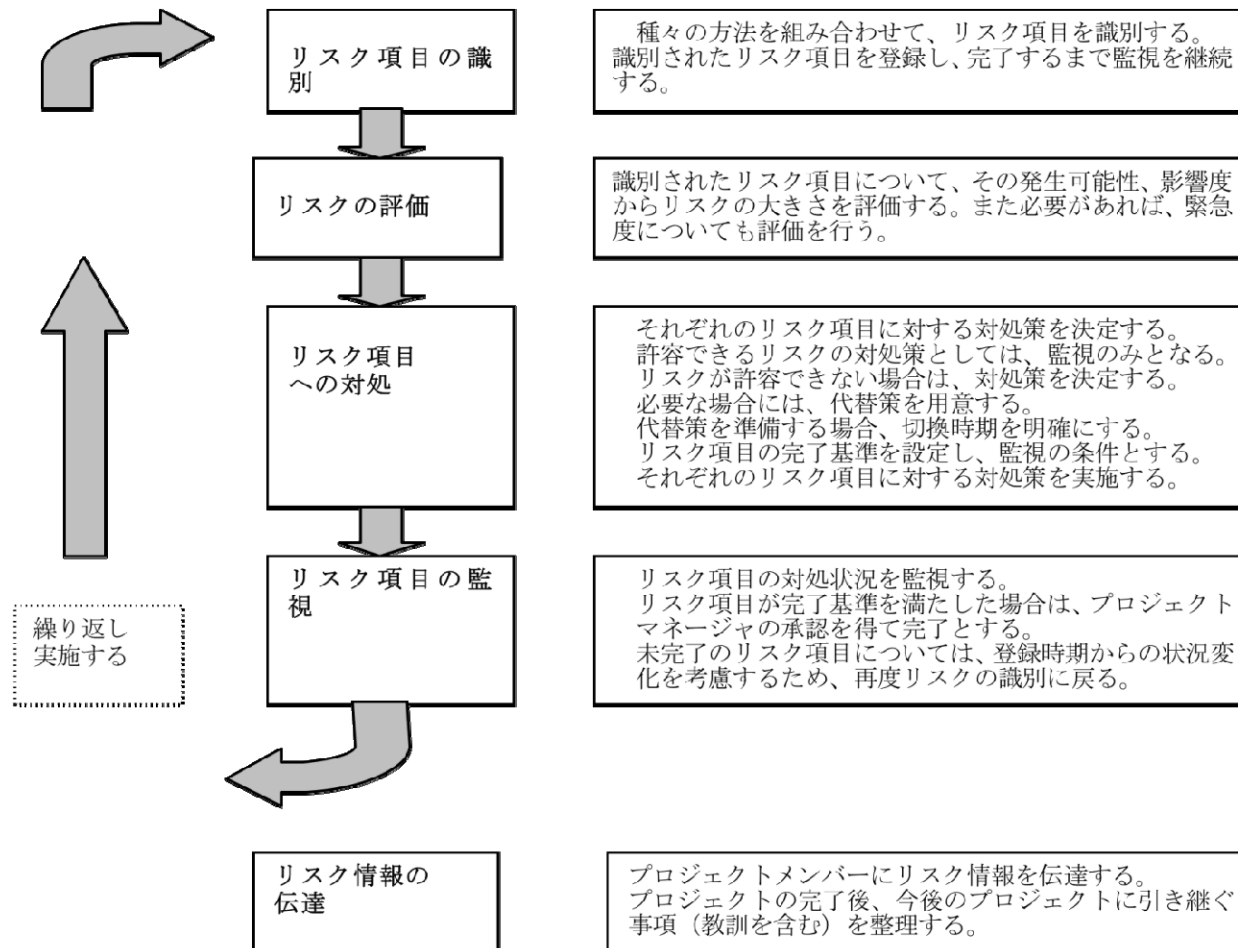 リスク項目の識
別
種々の方法を組み合わせて、リスク項目を識別する。
識別されたリスク項目を登録し、完了するまで監視を継続
する。
リスクの評価
識別されたリスク項目について、その発生可能性、影響度
からリスクの大きさを評価する。また必要があれば、緊急
度についても評価を行う。
リスク項目
への対処
それぞれのリスク項目に対する対処策を決定する。
許容できるリスクの対処策としては、監視のみとなる。
リスクが許容できない場合は、対処策を決定する。
必要な場合には、代替策を用意する。
代替策を準備する場合、切換時期を明確にする。
リスク項目の完了基準を設定し、監視の条件とする。
それぞれのリスク項目に対する対処策を実施する。
リスク項目の監
視
リスク項目の対処状況を監視する。
リスク項目が完了基準を満たした場合は、プロジェクト
マネージャの承認を得て完了とする。
未完了のリスク項目については、登録時期からの状況変
化を考慮するため、再度リスクの識別に戻る。
繰り返し
実施する
リスク情報の
伝達
プロジェクトメンバーにリスク情報を伝達する。
プロジェクトの完了後、今後のプロジェクトに引き継ぐ
事項（教訓を含む）を整理する。